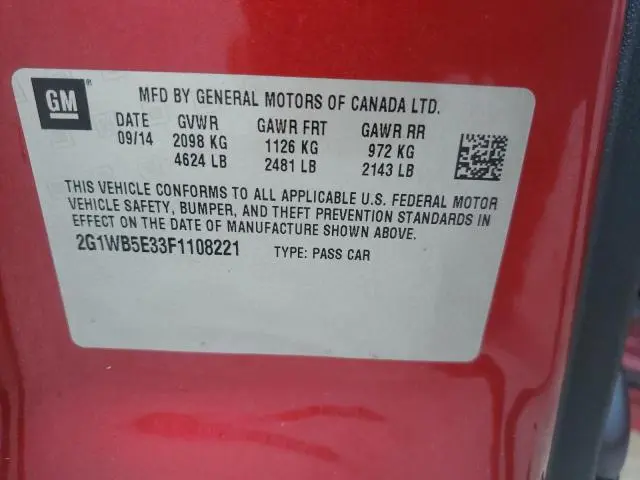 GM ® MFD BY GENERAL MOTORS OF CANADA LTD.
DATE GVWR GAWR FRT GAWR RR
09/14 2098 KG 1126 KG 972 KG
4624 LB 2481 LB 2143 LB
THIS VEHICLE CONFORMS TO ALL APPLICABLE U.S. FEDERAL MOTOR
VEHICLE SAFETY, BUMPER, AND THEFT PREVENTION STANDARDS IN
EFFECT ON THE DATE OF MANUFACTURE SHOWN ABOVE.
2G1WB5E33F1108221 TYPE: PASS CAR